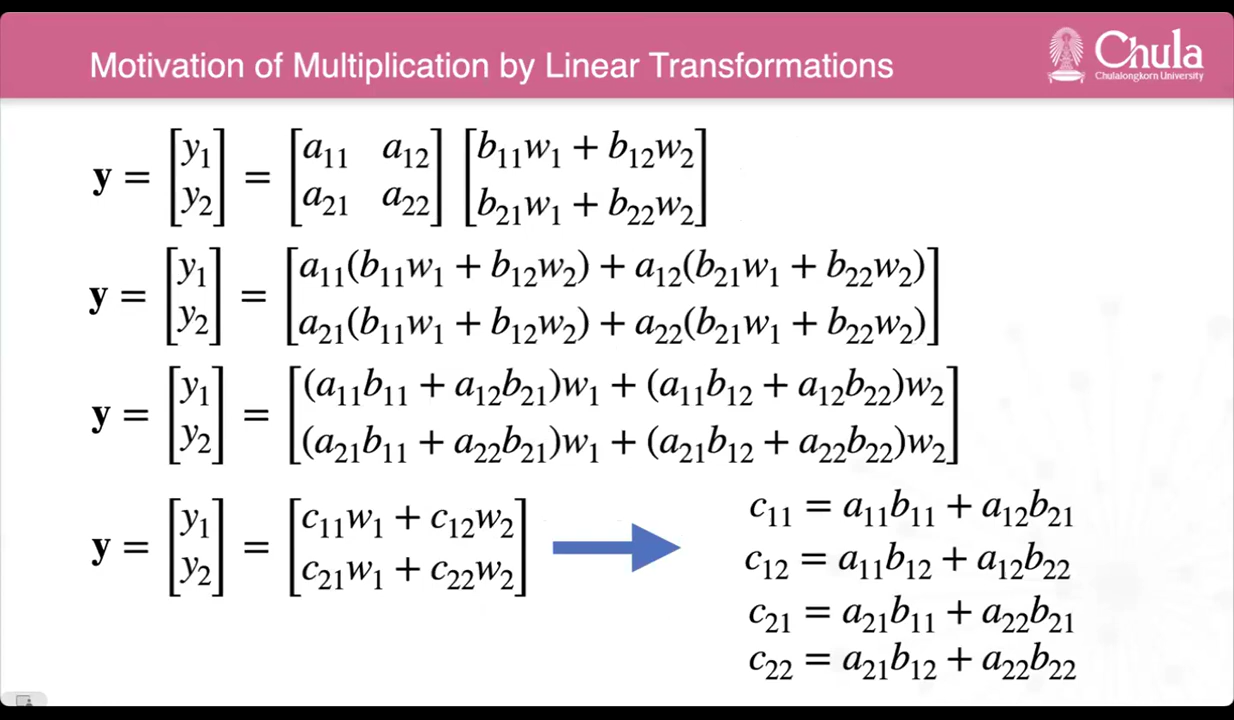 Motivation of Multiplication by Linear Transformations
Chula
Chulalongkorn University
y = [y₁ y₂] = [a₁₁ a₁₂ a₂₁ a₂₂] [b₁₁w₁ + b₁₂w₂ b₂₁w₁ + b₂₂w₂]
y = [y₁ y₂] = [a₁₁(b₁₁w₁ + b₁₂w₂) + a₁₂(b₂₁w₁ + b₂₂w₂) a₂₁(b₁₁w₁ + b₁₂w₂) + a₂₂(b₂₁w₁ + b₂₂w₂)]
y = [y₁ y₂] = [(a₁₁b₁₁ + a₁₂b₂₁)w₁ + (a₁₁b₁₂ + a₁₂b₂₂)w₂ (a₂₁b₁₁ + a₂₂b₂₁)w₁ + (a₂₁b₁₂ + a₂₂b₂₂)w₂]
y = [y₁ y₂] = [c₁₁w₁ + c₁₂w₂ c₂₁w₁ + c₂₂w₂]
c₁₁ = a₁₁b₁₁ + a₁₂b₂₁
c₁₂ = a₁₁b₁₂ + a₁₂b₂₂
c₂₁ = a₂₁b₁₁ + a₂₂b₂₁
c₂₂ = a₂₁b₁₂ + a₂₂b₂₂